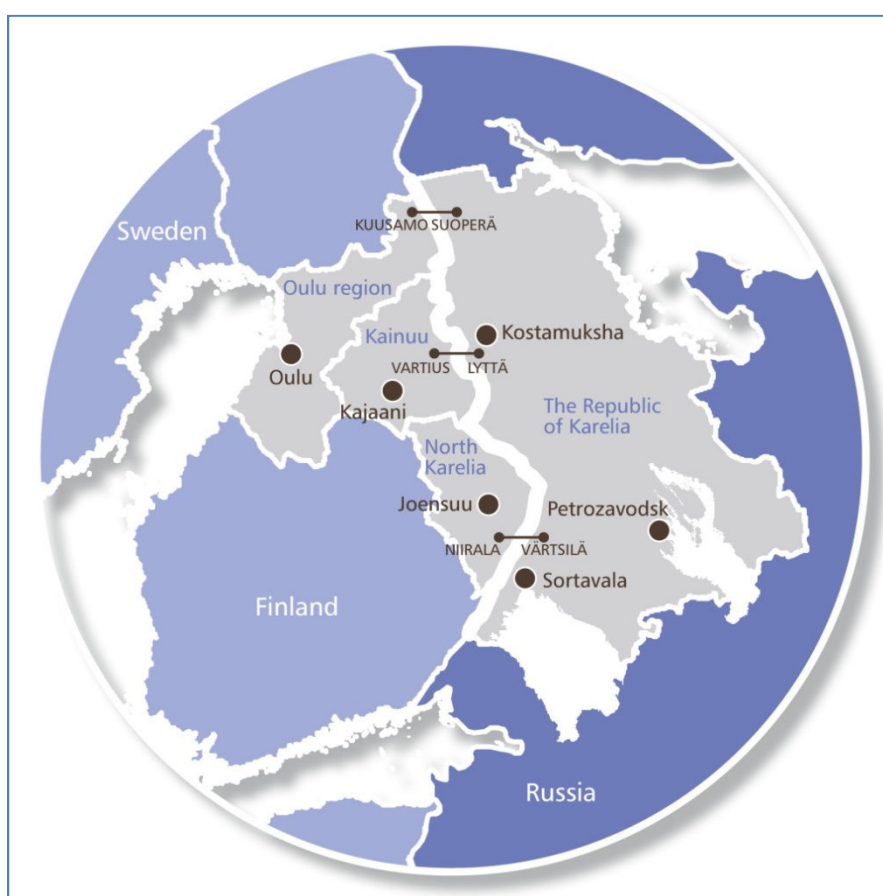 KUUSAMO SUOPERÄ
Sweden
Oulu region
Kainuu
Kostamuksha
VARTIUS LYTTÄ
Oulu
Kajaani
The Republic
of Karelia
North
Karelia
Joensuu
Petrozavodsk
NIIRALA VÄRTSILÄ
Sortavala
Finland
Russia